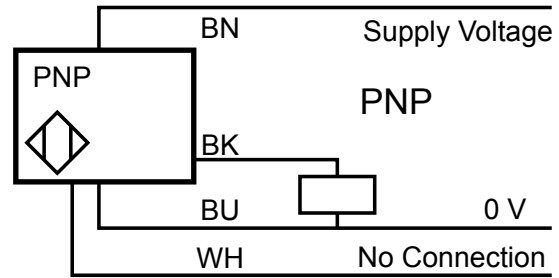 BN Supply Voltage
PNP
PNP
BK
BU 0 V
WH No Connection